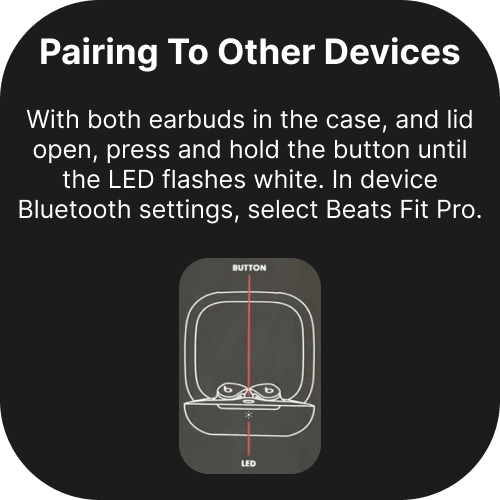 Pairing To Other Devices
With both earbuds in the case, and lid
open, press and hold the button until
the LED flashes white. In device
Bluetooth settings, select Beats Fit Pro.
BUTTON
LED